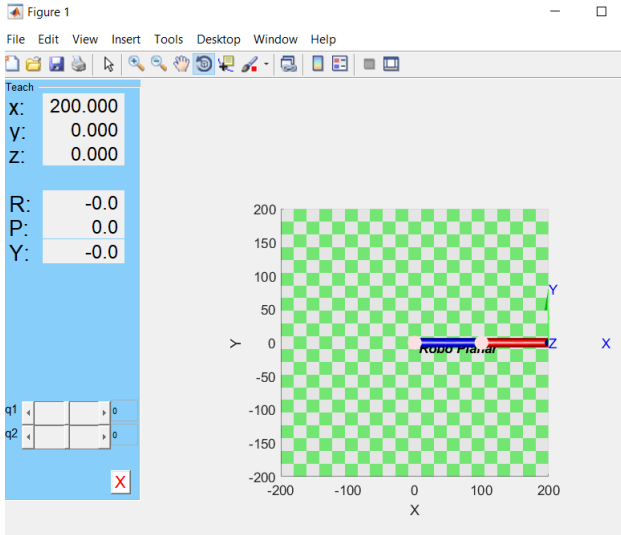 Figure 1
File Edit View Insert Tools Desktop Window Help
Teach
x: 200.000
y: 0.000
z: 0.000
R: -0.0
P: 0.0
Y: -0.0
q1 0
q2 0
X
200
150
100
50
0
-50
-100
-150
-200
Y
-200 -100 0 100 200
X
Robo Planar
Y
Z
X